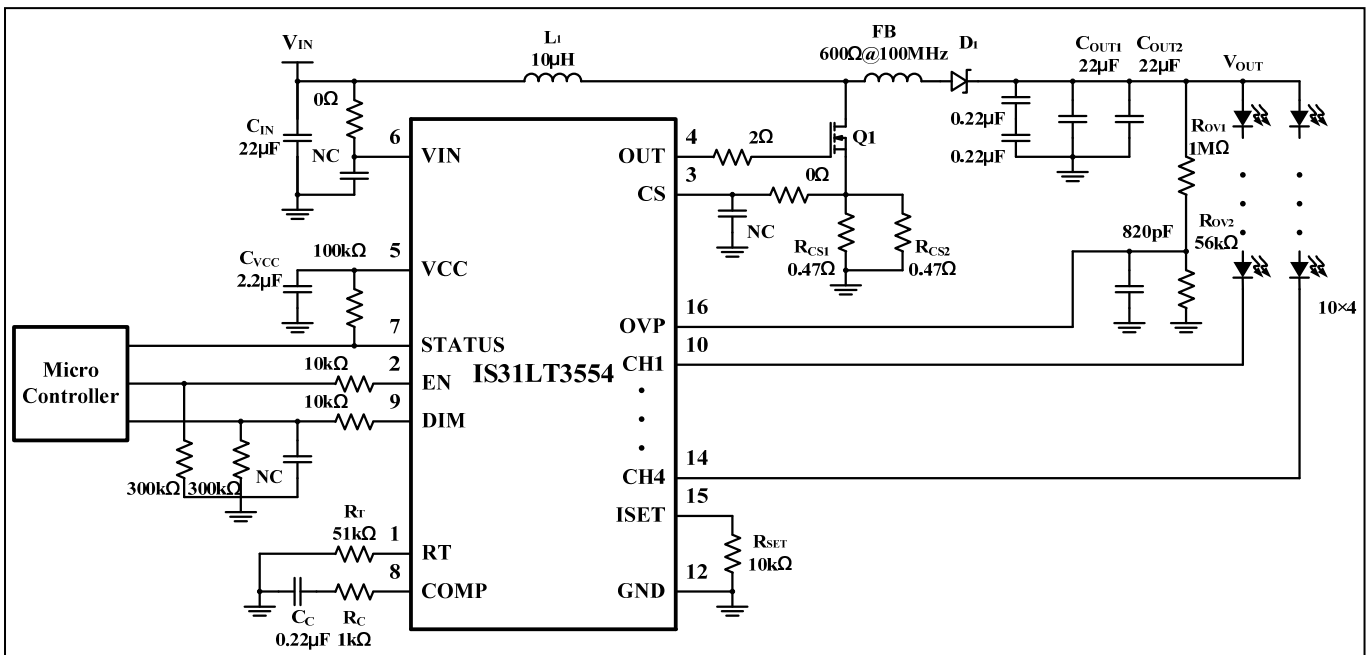 VIN
L1
10µH
FB
600Ω@100MHz
D1
COUT1
22µF
COUT2
22µF
VOUT
0Ω
CIN
22µF
NC
6
VIN
OUT
4
2Ω
Q1
0.22µF
0.22µF
ROV1
1MΩ
CS
3
0Ω
NC
RCS1
0.47Ω
RCS2
0.47Ω
820pF
ROV2
56kΩ
10×4
CVCC
2.2µF
100kΩ
5
VCC
OVP
16
Micro
Controller
7
STATUS
CH1
10
10kΩ
2
EN
IS31LT3554
10kΩ
9
DIM
300kΩ
300kΩ
NC
CH4
14
ISET
15
RSET
10kΩ
RT
51kΩ
1
RT
CC
0.22µF
RC
1kΩ
8
COMP
GND
12